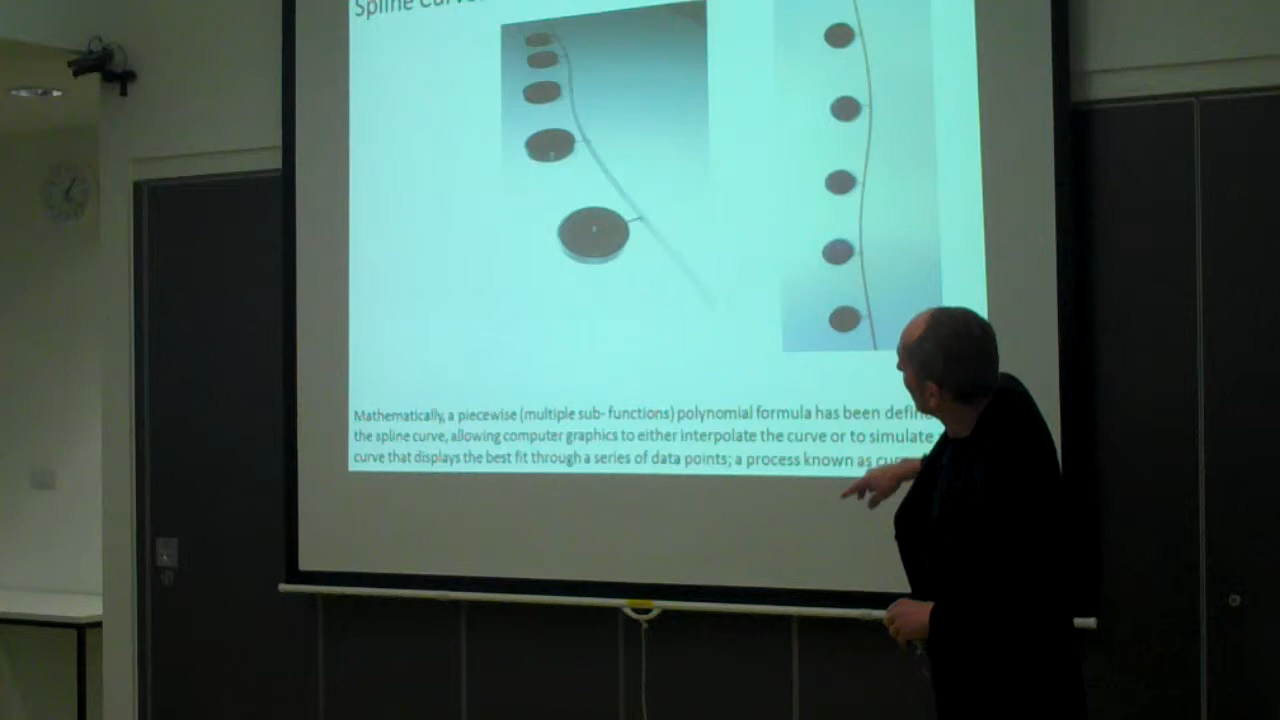 Spline Curve
Mathematically, a piecewise (multiple sub- functions) polynomial formula has been defin
the spline curve, allowing computer graphics to either interpolate the curve or to simulate
curve that displays the best fit through a series of data points; a process known as